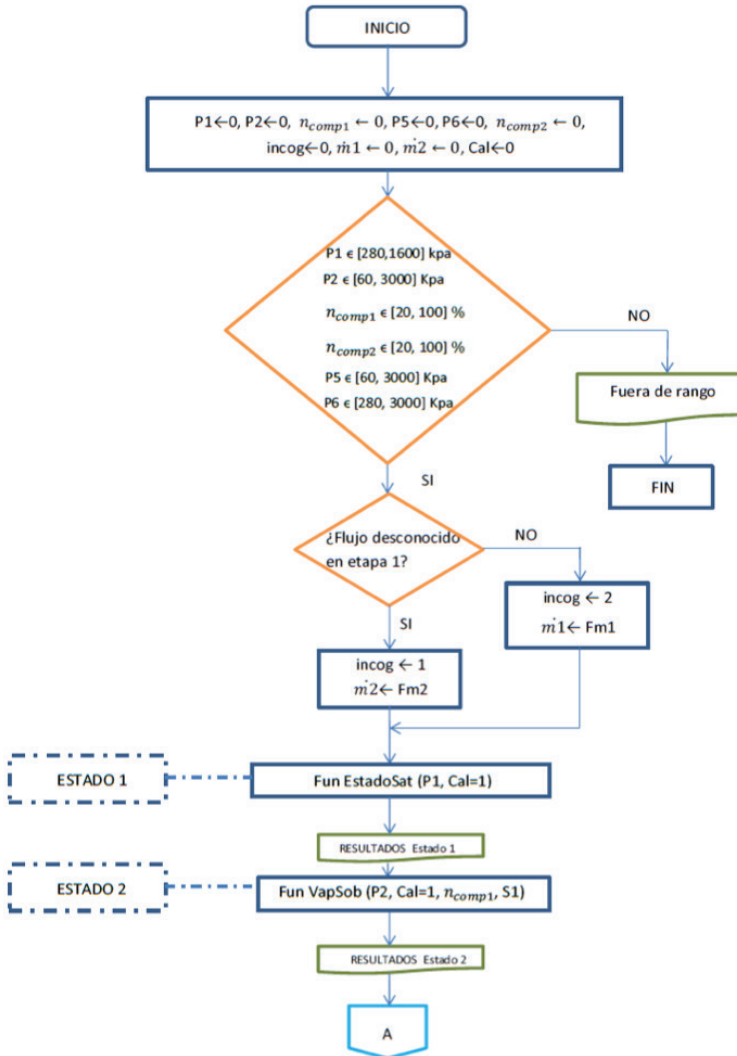 INICIO
P1←0, P2←0, n_comp1 ← 0, P5←0, P6←0, n_comp2 ← 0,
incog←0, ṁ1 ← 0, ṁ2 ← 0, Cal←0
P1 ϵ [280,1600] kpa
P2 ϵ [60, 3000] Kpa
n_comp1 ϵ [20, 100] %
n_comp2 ϵ [20, 100] %
P5 ϵ [60, 3000] Kpa
P6 ϵ [280, 3000] Kpa
NO
Fuera de rango
FIN
SI
¿Flujo desconocido
en etapa 1?
NO
incog ← 2
ṁ1← Fm1
SI
incog ← 1
ṁ2← Fm2
ESTADO 1
Fun EstadoSat (P1, Cal=1)
RESULTADOS Estado 1
ESTADO 2
Fun VapSob (P2, Cal=1, n_comp1, S1)
RESULTADOS Estado 2
A